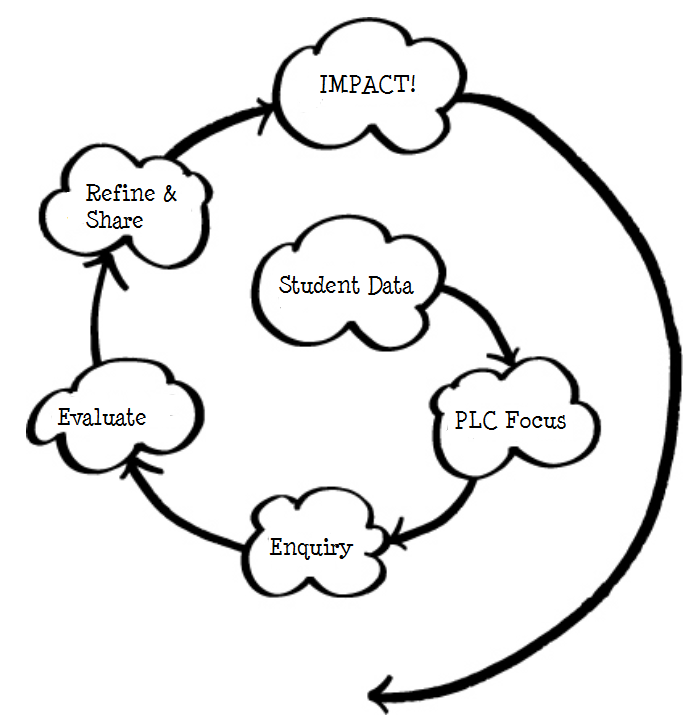 IMPACT!
Refine &
Share
Student Data
PLC Focus
Evaluate
Enquiry